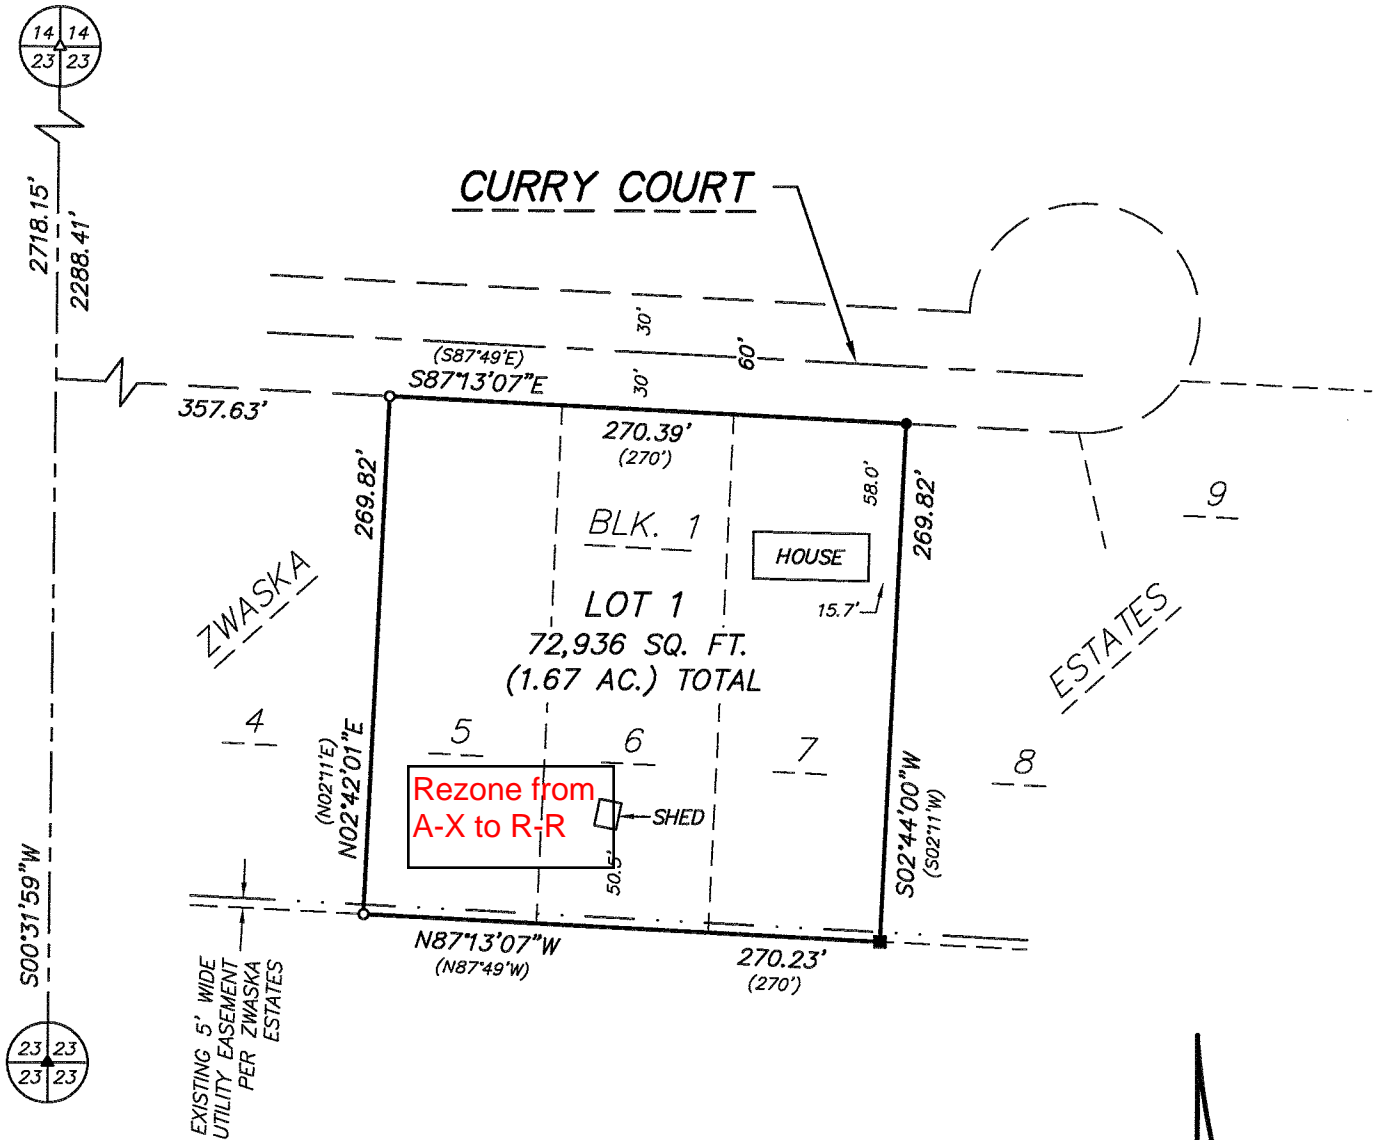 14 14
23 23
2718.15'
2288.41'
CURRY COURT
30'
60'
30'
(S87°49'E)
S87°13'07"E
357.63'
270.39'
(270')
269.82'
58.0'
269.82'
9
BLK. 1
HOUSE
15.7'
ZWASKA
LOT 1
72,936 SQ. FT.
(1.67 AC.) TOTAL
ESTATES
4
5
6
7
8
(N02°11'E)
N02°42'01"E
Rezone from
A-X to R-R
SHED
50.5'
S02°44'00"W
(S02°11'W)
S00°31'59"W
N87°13'07"W
(N87°49'W)
270.23'
(270')
EXISTING 5' WIDE
UTILITY EASEMENT
PER ZWASKA
ESTATES
23 23
23 23